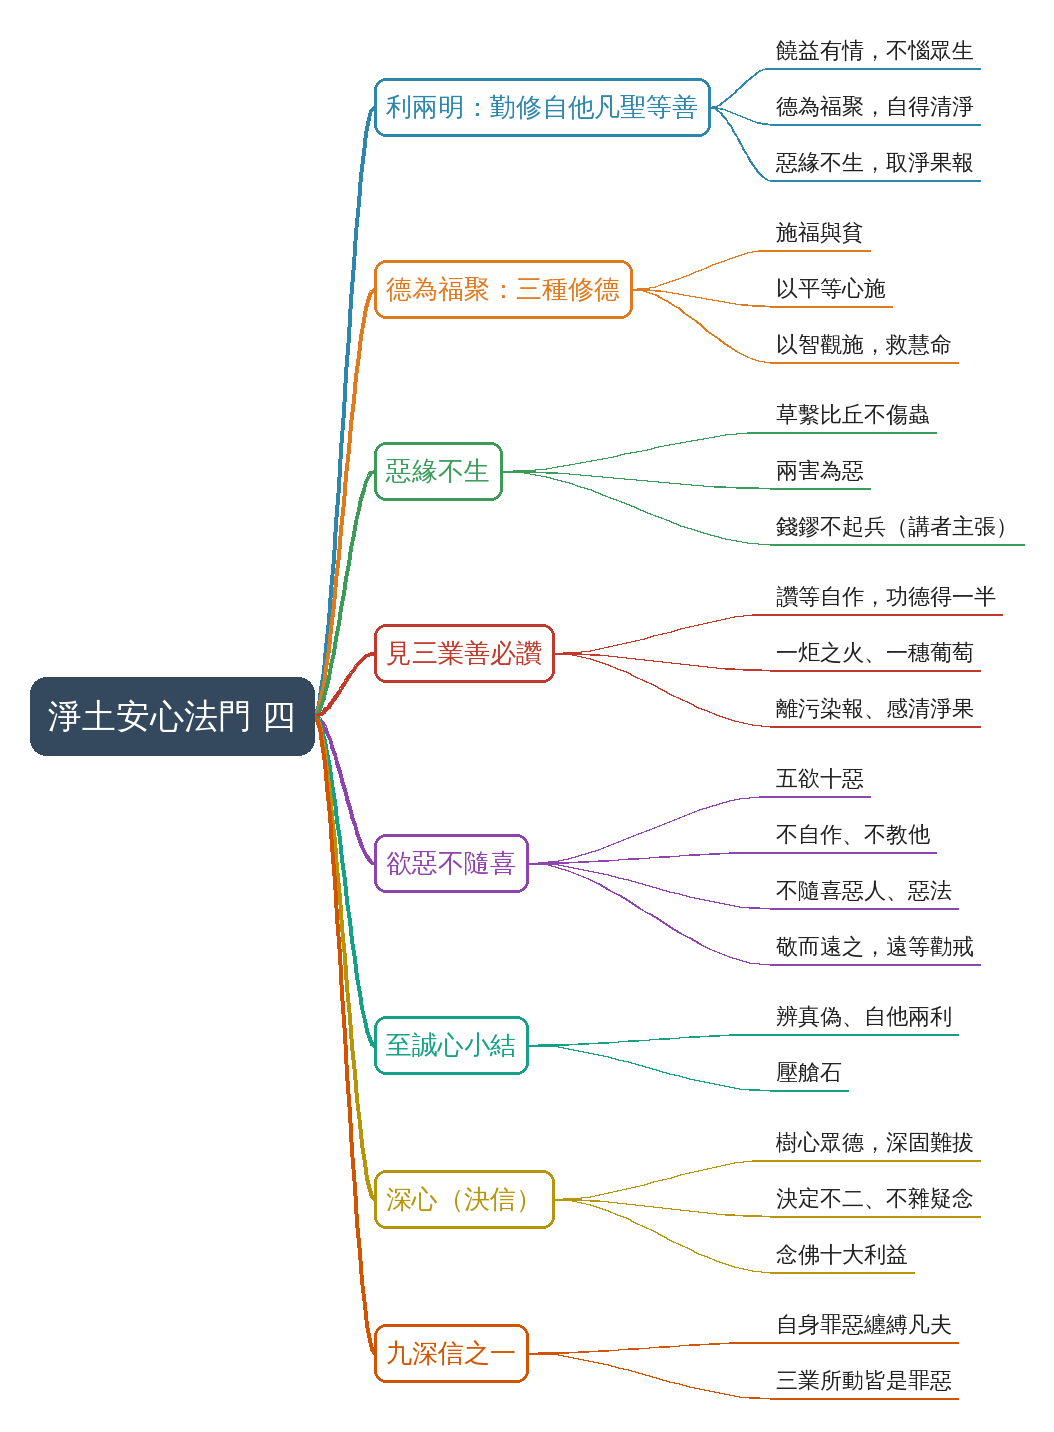 淨土安心法門 四
利兩明：勤修自他凡聖等善
饒益有情，不惱眾生
德為福聚，自得清淨
惡緣不生，取淨果報
德為福聚：三種修德
施福與貧
以平等心施
以智觀施，救慧命
惡緣不生
草繫比丘不傷蟲
兩害為惡
錢鏐不起兵（講者主張）
見三業善必讚
讚等自作，功德得一半
一炬之火、一穗葡萄
離污染報、感清淨果
欲惡不隨喜
五欲十惡
不自作、不教他
不隨喜惡人、惡法
敬而遠之，遠等勸戒
至誠心小結
辨真偽、自他兩利
壓艙石
深心（決信）
樹心眾德，深固難拔
決定不二、不雜疑念
念佛十大利益
九深信之一
自身罪惡纏縛凡夫
三業所動皆是罪惡